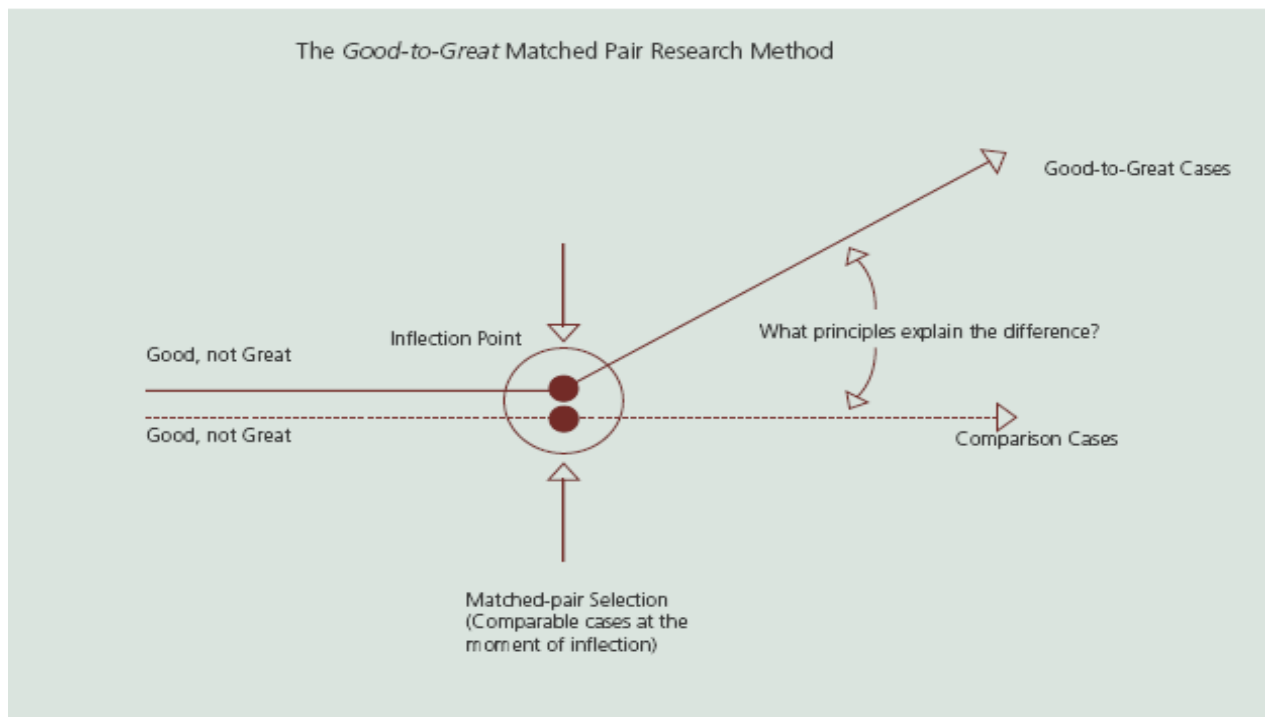 The Good-to-Great Matched Pair Research Method
Good-to-Great Cases
What principles explain the difference?
Inflection Point
Good, not Great
Good, not Great
Comparison Cases
Matched-pair Selection
(Comparable cases at the
moment of inflection)